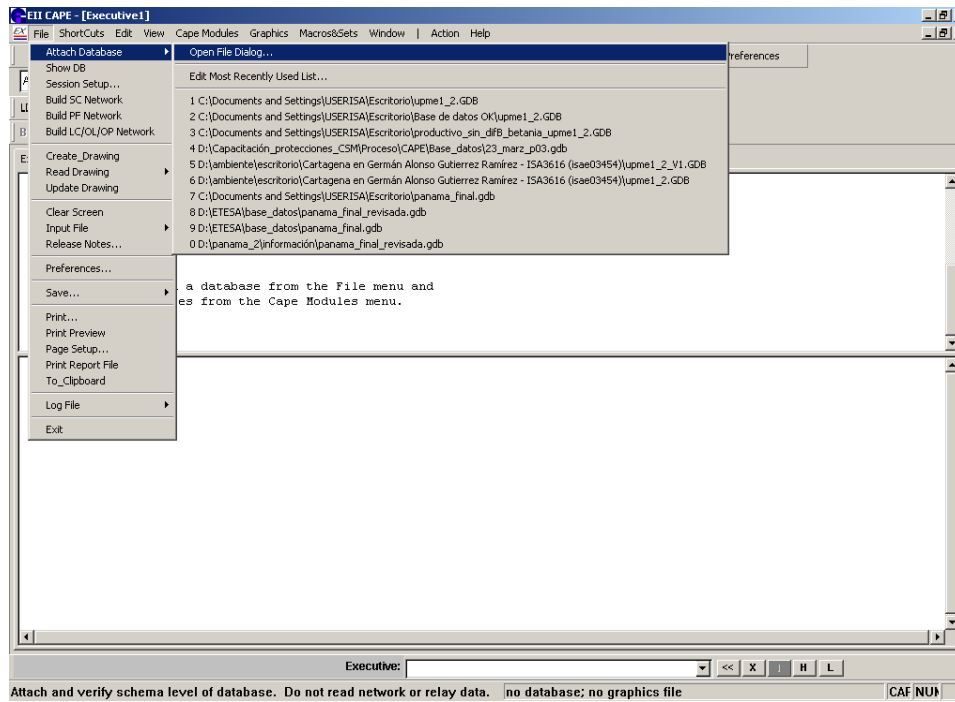 EII CAPE - [Executive1]
EX File ShortCuts Edit View Cape Modules Graphics Macros&Sets Window | Action Help
Attach Database
Open File Dialog...
Preferences
Show DB
Edit Most Recently Used List...
Session Setup...
Build SC Network
1 C:\Documents and Settings\USERISA\Escritorio\upme1_2.GDB
Build PF Network
2 C:\Documents and Settings\USERISA\Escritorio\Base de datos OK\upme1_2.GDB
Build LC/OL/OP Network
3 C:\Documents and Settings\USERISA\Escritorio\productivo_sin_difB_betania_upme1_2.GDB
4 D:\Capacitación_protecciones_CSM\Proceso\CAPE\Base_datos\23_marz_p03.gdb
Create_Drawing
5 D:\ambiente\escritorio\Cartagena en Germán Alonso Gutierrez Ramírez - ISA3616 (isae03454)\upme1_2_V1.GDB
Read Drawing
6 D:\ambiente\escritorio\Cartagena en Germán Alonso Gutierrez Ramírez - ISA3616 (isae03454)\upme1_2.GDB
Update Drawing
7 C:\Documents and Settings\USERISA\Escritorio\panama_final.gdb
Clear Screen
8 D:\ETESA\base_datos\panama_final_revisada.gdb
Input File
9 D:\ETESA\base_datos\panama_final.gdb
Release Notes...
0 D:\panama_2\información\panama_final_revisada.gdb
Preferences...
a database from the File menu and
Save...
es from the Cape Modules menu.
Print...
Print Preview
Page Setup...
Print Report File
To_Clipboard
Log File
Exit
Executive:
<< X I H L
Attach and verify schema level of database. Do not read network or relay data. no database; no graphics file